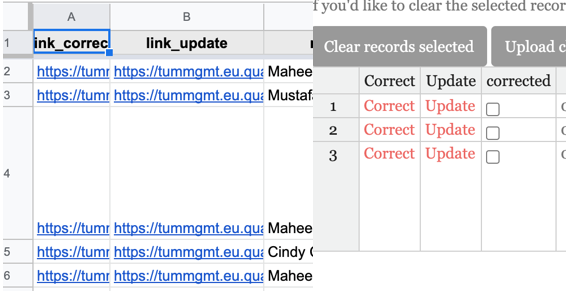 A B
1 ink_correc link_update
2 https://tumr https://tummgmt.eu.qua Mahee
3 https://tumr https://tummgmt.eu.qua Mustafa
4 https://tumr https://tummgmt.eu.qua Mahee
5 https://tumr https://tummgmt.eu.qua Cindy C
6 https://tumr https://tummgmt.eu.qua Mahee
f you'd like to clear the selected recor
Clear records selected Upload c
Correct Update corrected
1 Correct Update
2 Correct Update
3 Correct Update